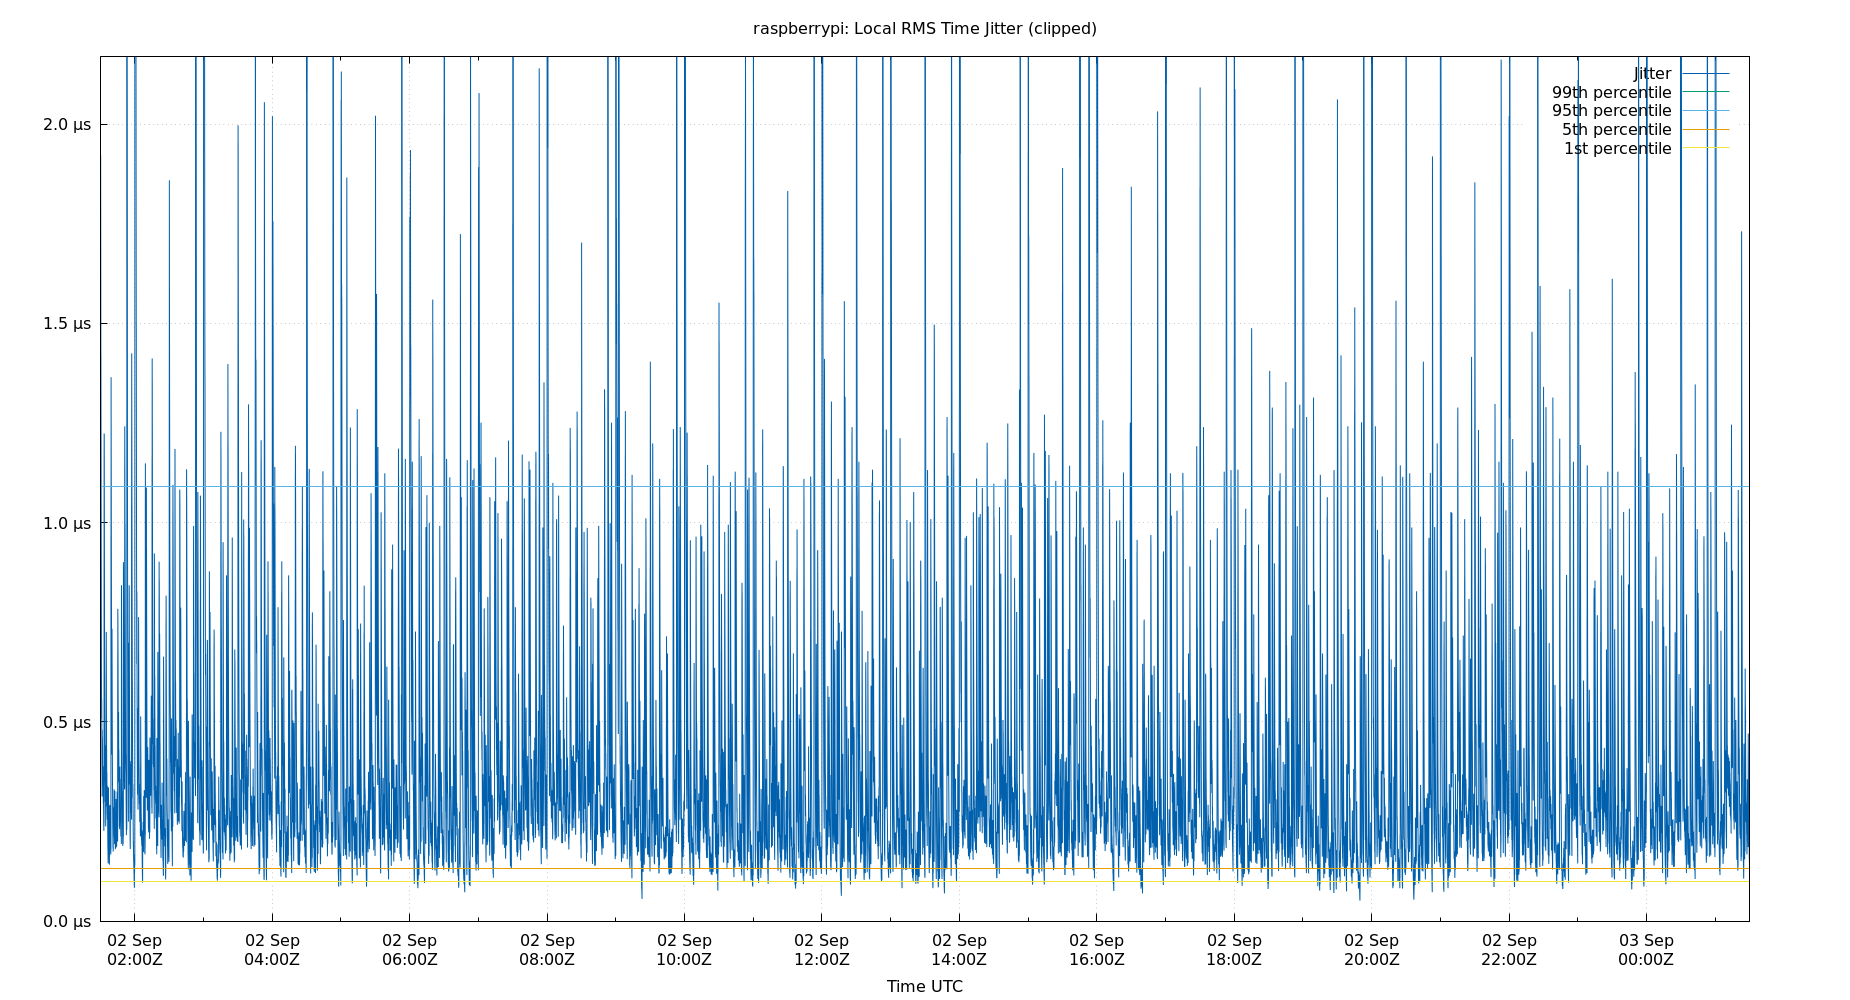 raspberrypi: Local RMS Time Jitter (clipped)
Jitter
99th percentile
95th percentile
5th percentile
1st percentile
2.0 µs
1.5 µs
1.0 µs
0.5 µs
0.0 µs
02 Sep 02 Sep 02 Sep 02 Sep 02 Sep 02 Sep 02 Sep 02 Sep 02 Sep 02 Sep 02 Sep 03 Sep
02:00Z 04:00Z 06:00Z 08:00Z 10:00Z 12:00Z 14:00Z 16:00Z 18:00Z 20:00Z 22:00Z 00:00Z
Time UTC